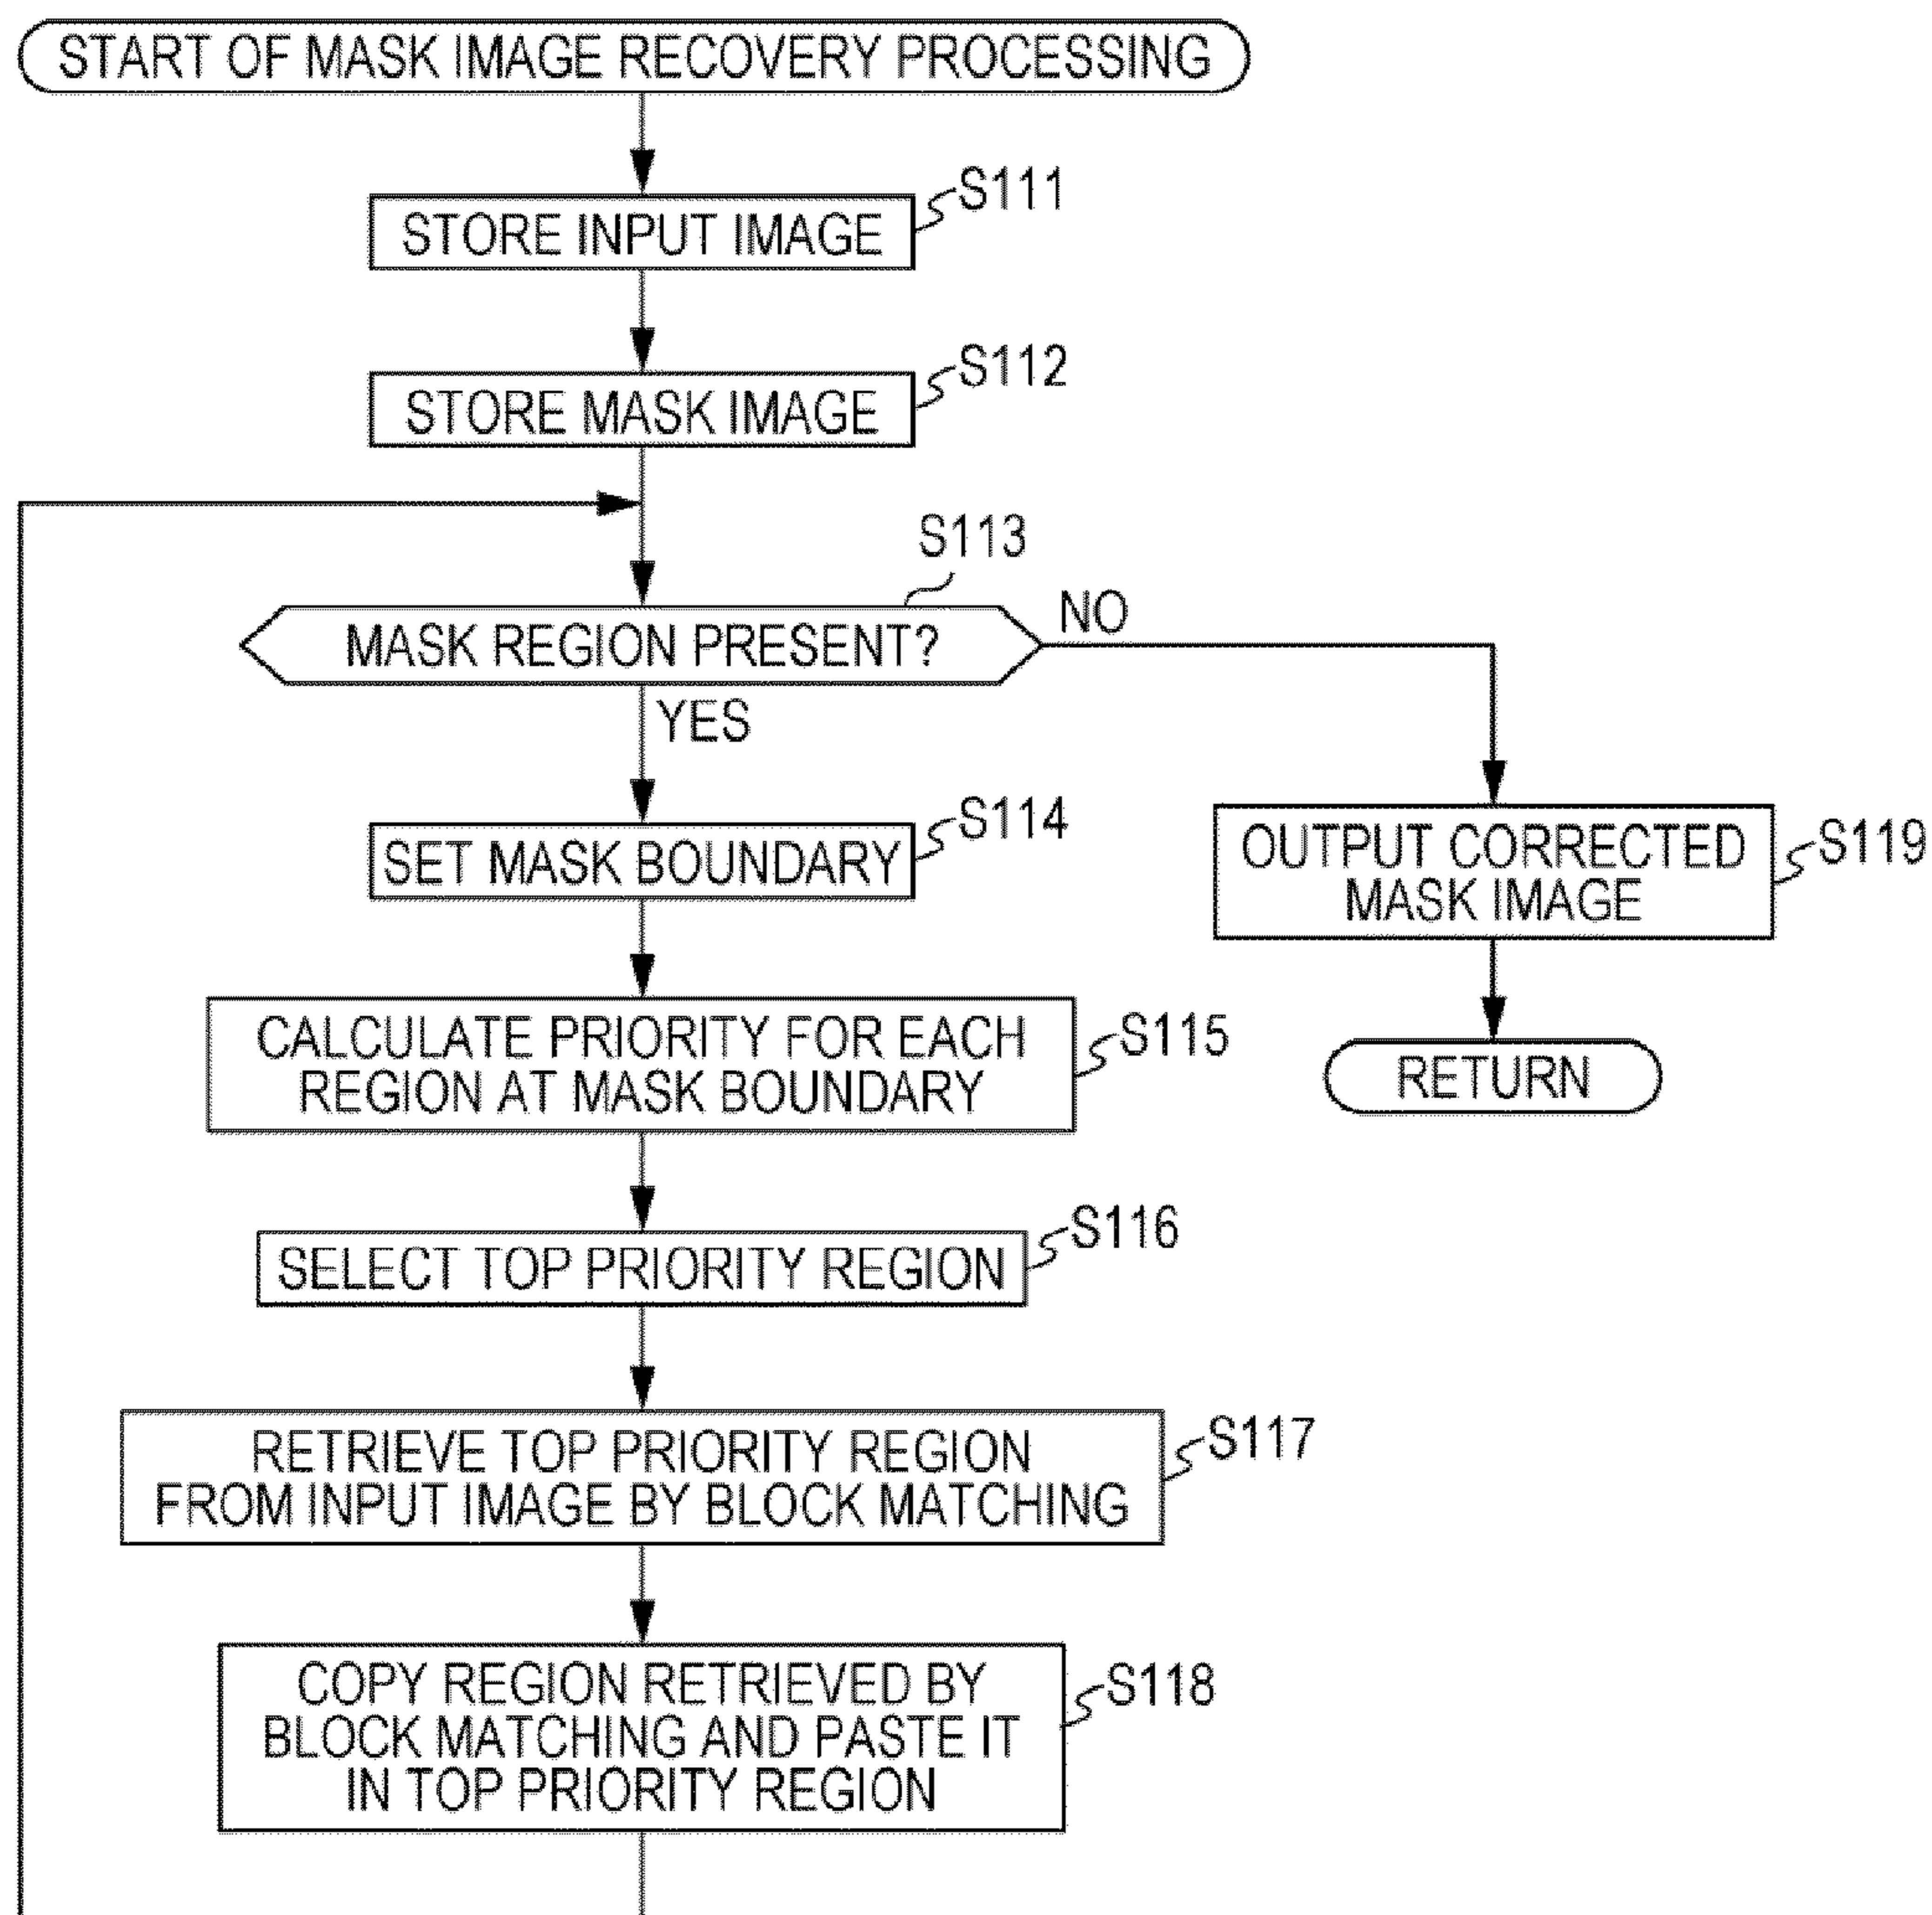 START OF MASK IMAGE RECOVERY PROCESSING
S111
STORE INPUT IMAGE
S112
STORE MASK IMAGE
S113
MASK REGION PRESENT?
NO
YES
S114
SET MASK BOUNDARY
OUTPUT CORRECTED
MASK IMAGE
S119
CALCULATE PRIORITY FOR EACH
REGION AT MASK BOUNDARY
S115
RETURN
S116
SELECT TOP PRIORITY REGION
RETRIEVE TOP PRIORITY REGION
FROM INPUT IMAGE BY BLOCK MATCHING
S117
COPY REGION RETRIEVED BY
BLOCK MATCHING AND PASTE IT
IN TOP PRIORITY REGION
S118